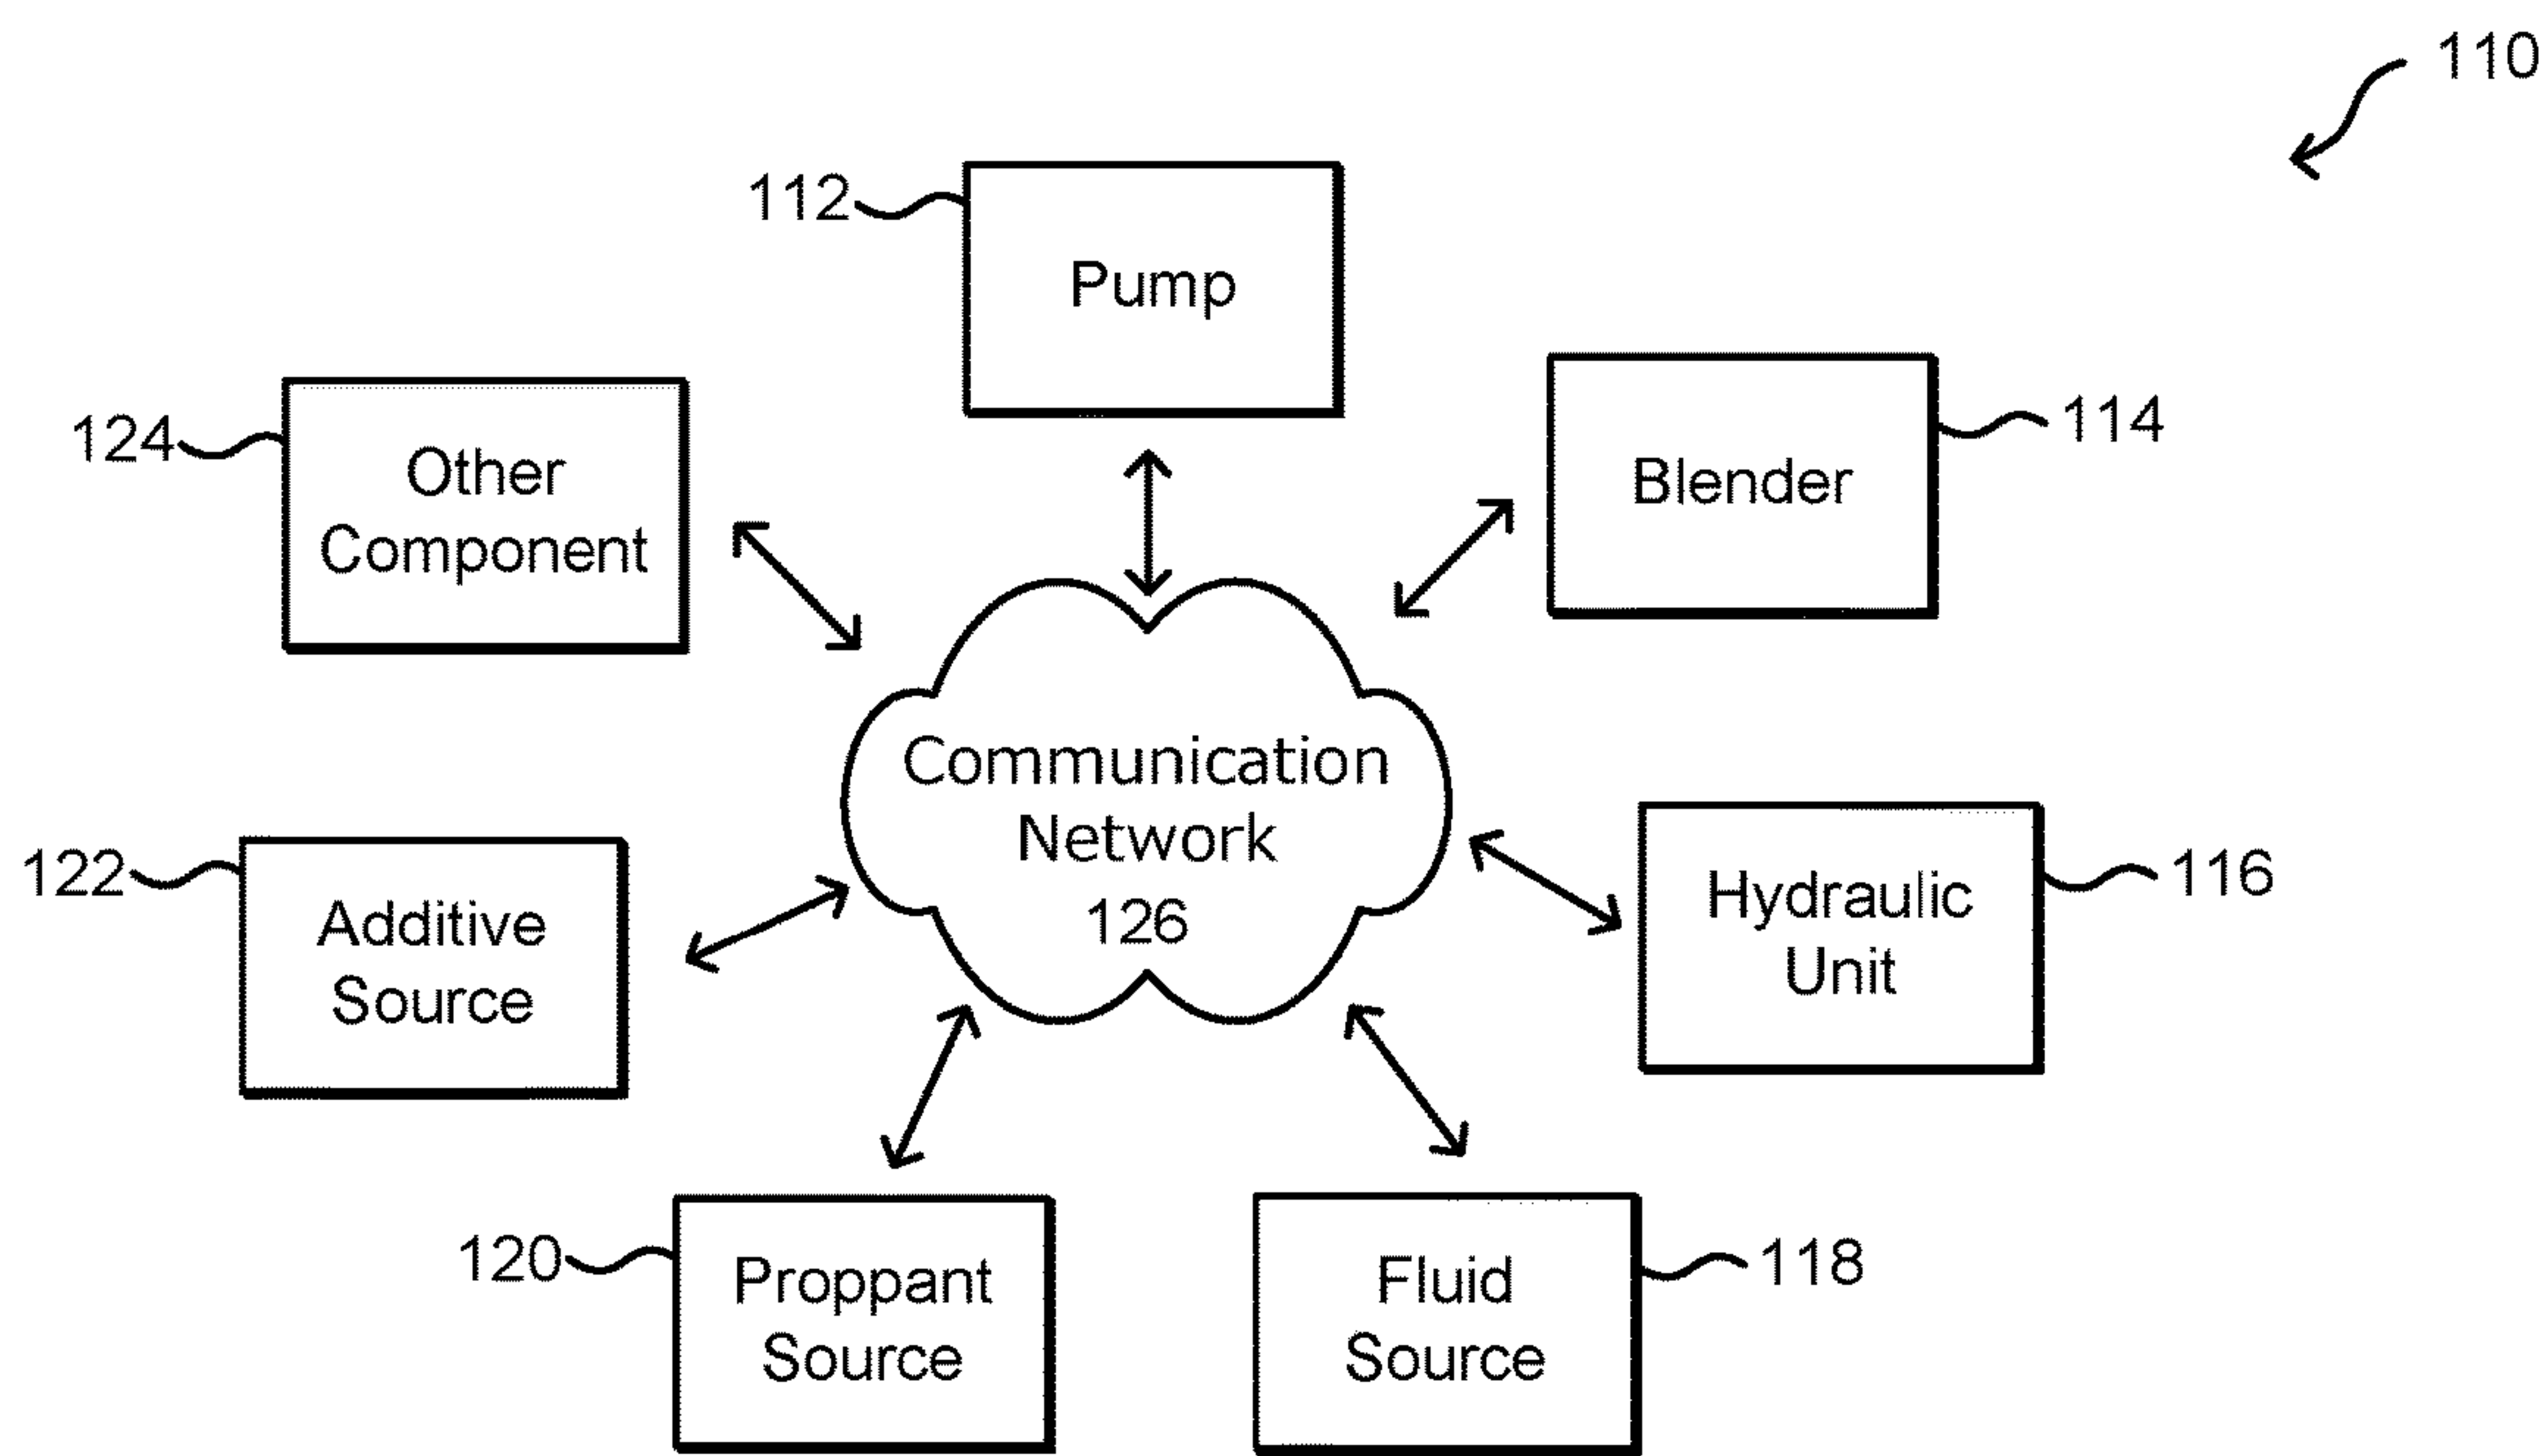 110
112
Pump
124
Other
Component
114
Blender
Communication
Network
126
122
Additive
Source
116
Hydraulic
Unit
120
Proppant
Source
118
Fluid
Source